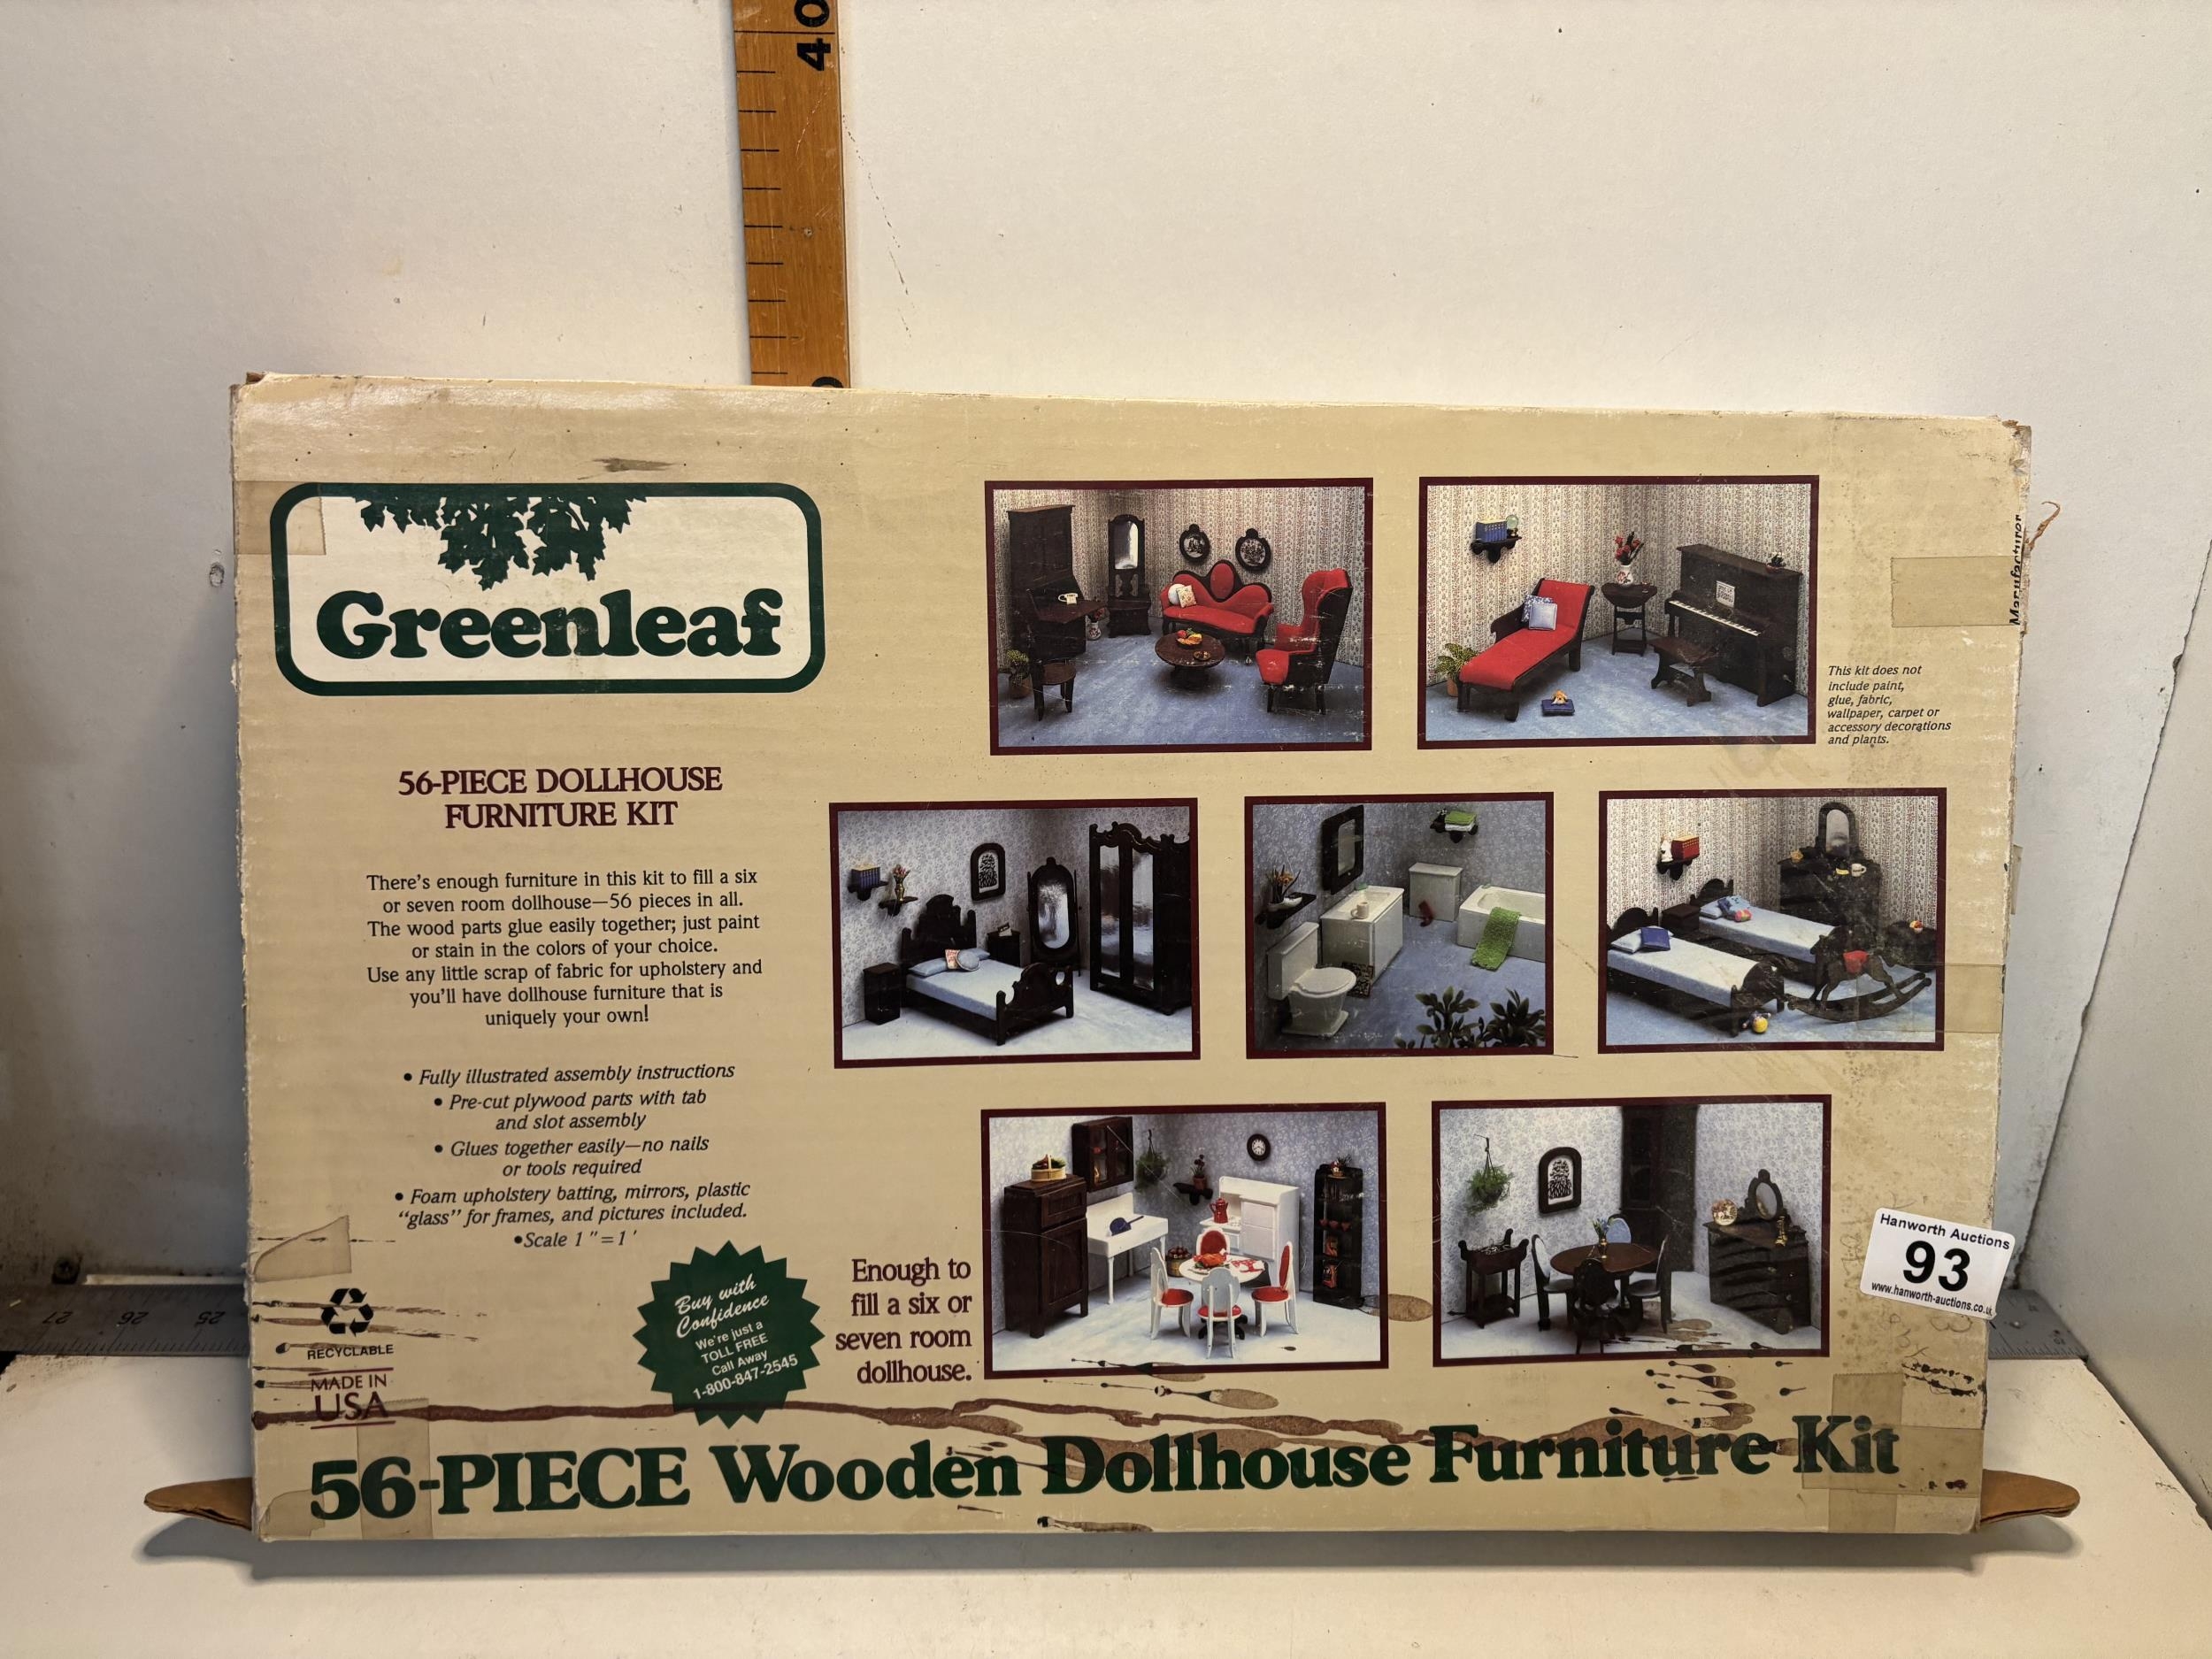 40
Greenleaf
56-PIECE DOLLHOUSE
FURNITURE KIT
There's enough furniture in this kit to fill a six
or seven room dollhouse—56 pieces in all.
The wood parts glue easily together; just paint
or stain in the colors of your choice.
Use any little scrap of fabric for upholstery and
you'll have dollhouse furniture that is
uniquely your own!
• Fully illustrated assembly instructions
• Pre-cut plywood parts with tab
and slot assembly
• Glues together easily—no nails
or tools required
• Foam upholstery batting, mirrors, plastic
"glass" for frames, and pictures included.
•Scale 1"=1'
RECYCLABLE
MADE IN
USA
Buy with
Confidence
We're just a
TOLL FREE
Call Away
1-800-847-2545
Enough to
fill a six or
seven room
dollhouse.
This kit does not
include paint,
glue, fabric,
wallpaper, carpet or
accessory decorations
and plants.
Manufacturer
Hanworth Auctions
93
www.hanworth-auctions.co.uk
56-PIECE Wooden Dollhouse Furniture Kit
27 26 25